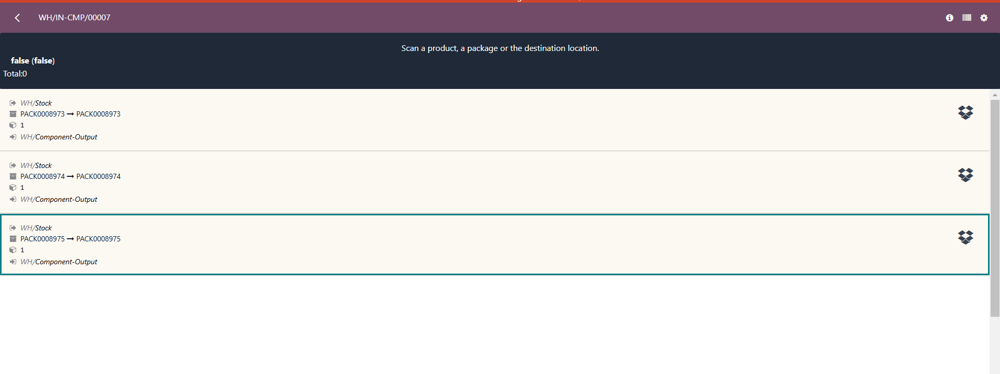 WH/IN-CMP/00007
Scan a product, a package or the destination location.
false (false)
Total:0
WH/Stock
PACK0008973 → PACK0008973
1
WH/Component-Output
WH/Stock
PACK0008974 → PACK0008974
1
WH/Component-Output
WH/Stock
PACK0008975 → PACK0008975
1
WH/Component-Output